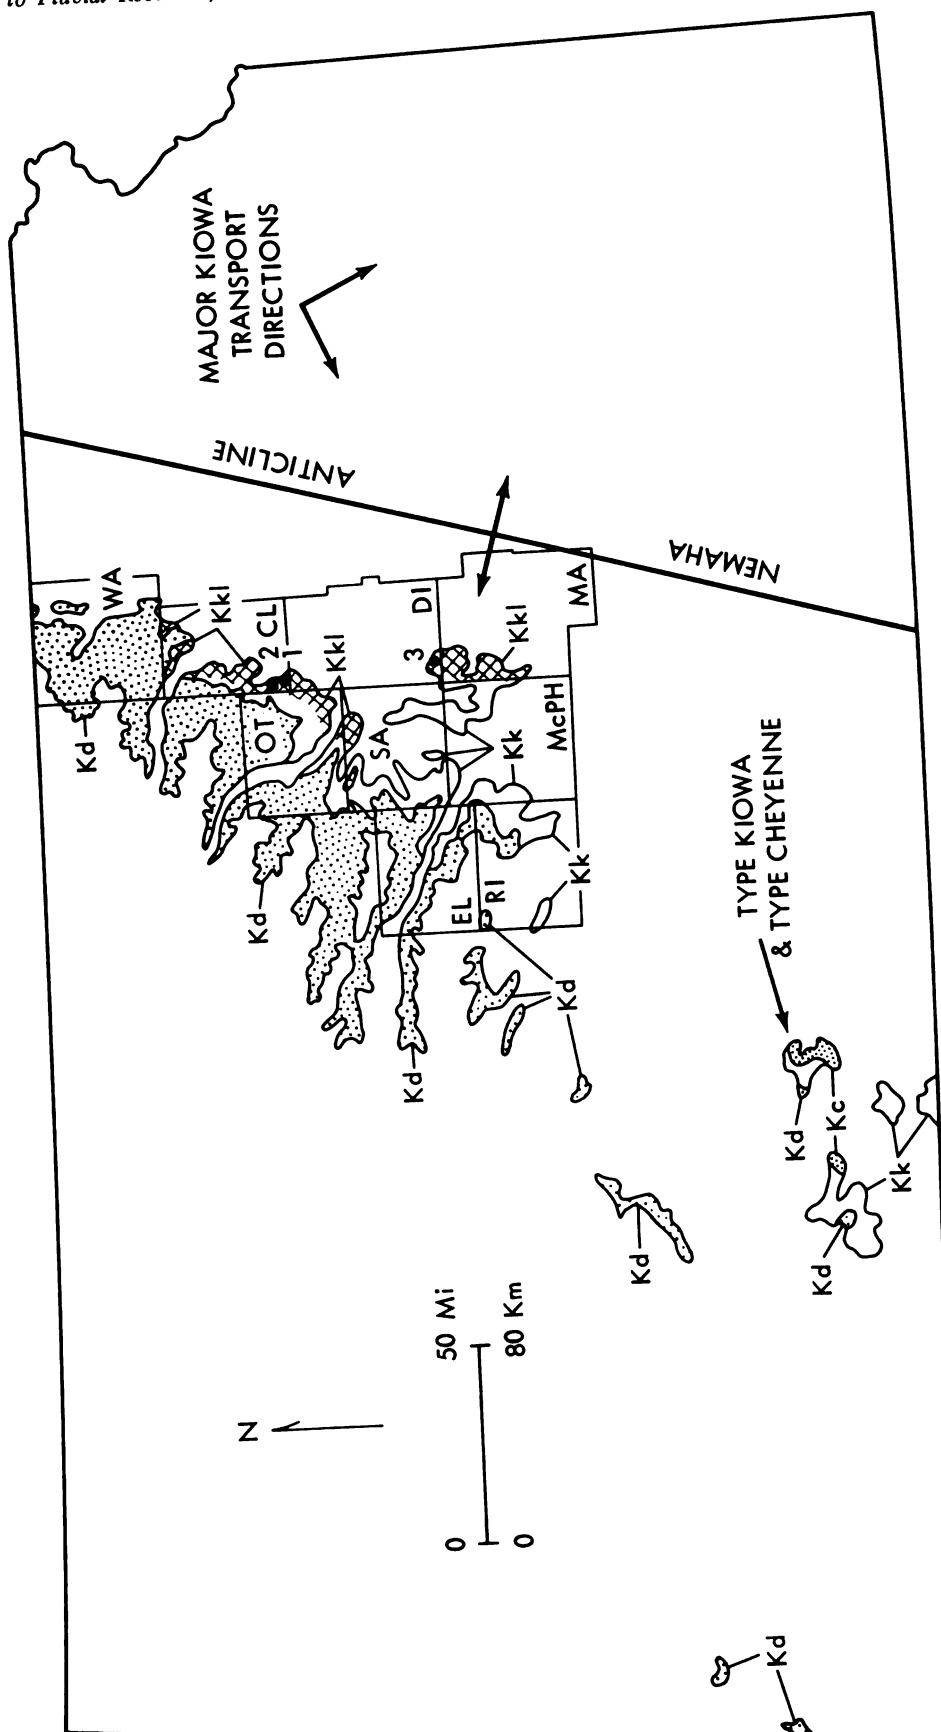 MAJOR KIOWA
TRANSPORT
DIRECTIONS
ANTICLINE
NEMAHA
WA
Kkl
2 CL
1
DI
Kkl
3
MA
Kkl
Kd
OT
SA
Kk
McPH
Kd
EL
RI
Kk
Kd
Kd
TYPE KIOWA
& TYPE CHEYENNE
Kd
Kc
Kk
Kd
Kd
N
50 Mi
80 Km
0
0
Kd